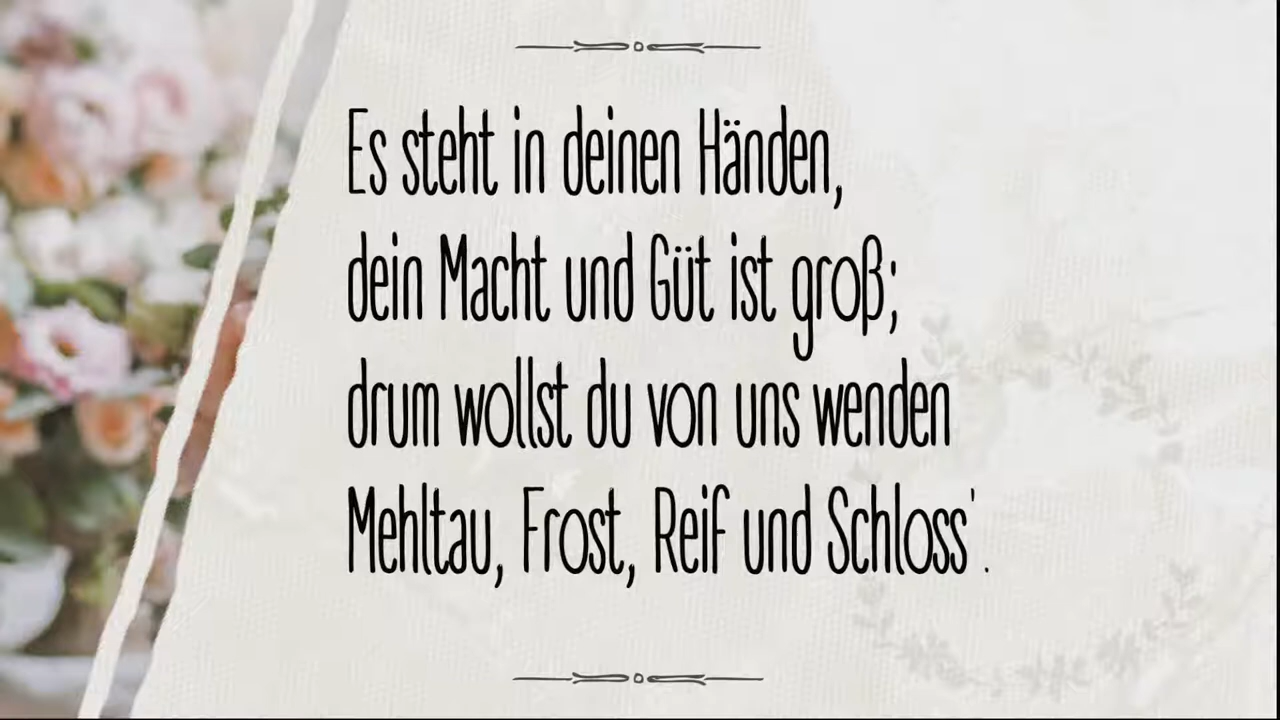 Es steht in deinen Händen,
dein Macht und Güt ist groß;
drum wollst du von uns wenden
Mehltau, Frost, Reif und Schloss'.